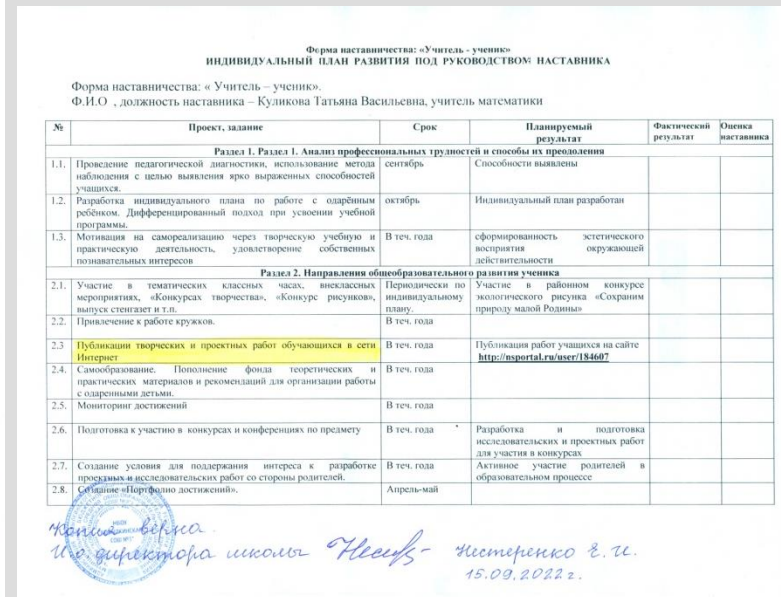 Форма наставничества: «Учитель - ученик»
ИНДИВИДУАЛЬНЫЙ ПЛАН РАЗВИТИЯ ПОД РУКОВОДСТВОМ НАСТАВНИКА
Форма наставничества: « Учитель – ученик».
Ф.И.О , должность наставника – Куликова Татьяна Васильевна, учитель математики
№ Проект, задание Срок Планируемый Фактический Оценка
результат результат наставника
Раздел 1. Раздел 1. Анализ профессиональных трудностей и способы их преодоления
1.1. Проведение педагогической диагностики, использование метода сентябрь Способности выявлены
наблюдения с целью выявления ярко выраженных способностей
учащихся.
1.2. Разработка индивидуального плана по работе с одарённым октябрь Индивидуальный план разработан
ребёнком. Дифференцированный подход при усвоении учебной
программы.
1.3. Мотивация на самореализацию через творческую учебную и В теч. года сформированность эстетического
практическую деятельность, удовлетворение собственных восприятия окружающей
познавательных интересов действительности
Раздел 2. Направления общеобразовательного развития ученика
2.1. Участие в тематических классных часах, внеклассных Периодически по Участие в районном конкурсе
мероприятиях, «Конкурсах творчества», «Конкурс рисунков», индивидуальному экологического рисунка «Сохраним
выпуск стенгазет и т.п. плану. природу малой Родины»
2.2. Привлечение к работе кружков. В теч. года
2.3 Публикации творческих и проектных работ обучающихся в сети В теч. года Публикация работ учащихся на сайте
Интернет http://nsportal.ru/user/184607
2.4. Самообразование. Пополнение фонда теоретических и В теч. года
практических материалов и рекомендаций для организации работы
с одаренными детьми.
2.5. Мониторинг достижений В теч. года
2.6. Подготовка к участию в конкурсах и конференциях по предмету В теч. года Разработка и подготовка
исследовательских и проектных работ
для участия в конкурсах
2.7. Создание условия для поддержания интереса к разработке В теч. года Активное участие родителей в
проектных и исследовательских работ со стороны родителей. образовательном процессе
2.8. Создание «Портфолио достижений». Апрель-май
Копия верна
И.о. директора школы Нестеренко Е. И.
15.09.2022 г.